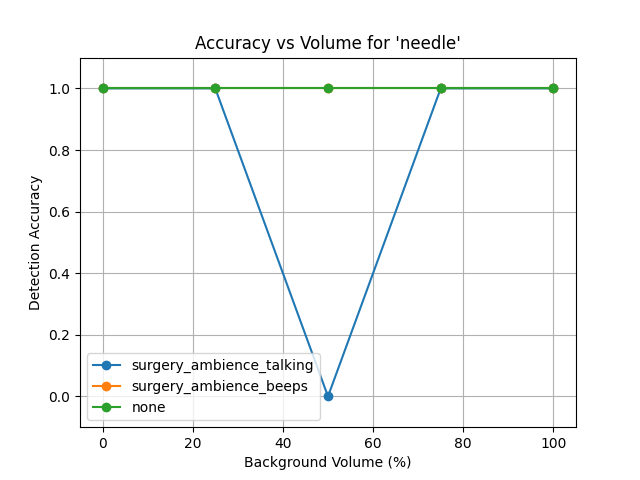 Accuracy vs Volume for 'needle'
Detection Accuracy
1.0
0.8
0.6
0.4
0.2
0.0
surgery_ambience_talking
surgery_ambience_beeps
none
0 20 40 60 80 100
Background Volume (%)